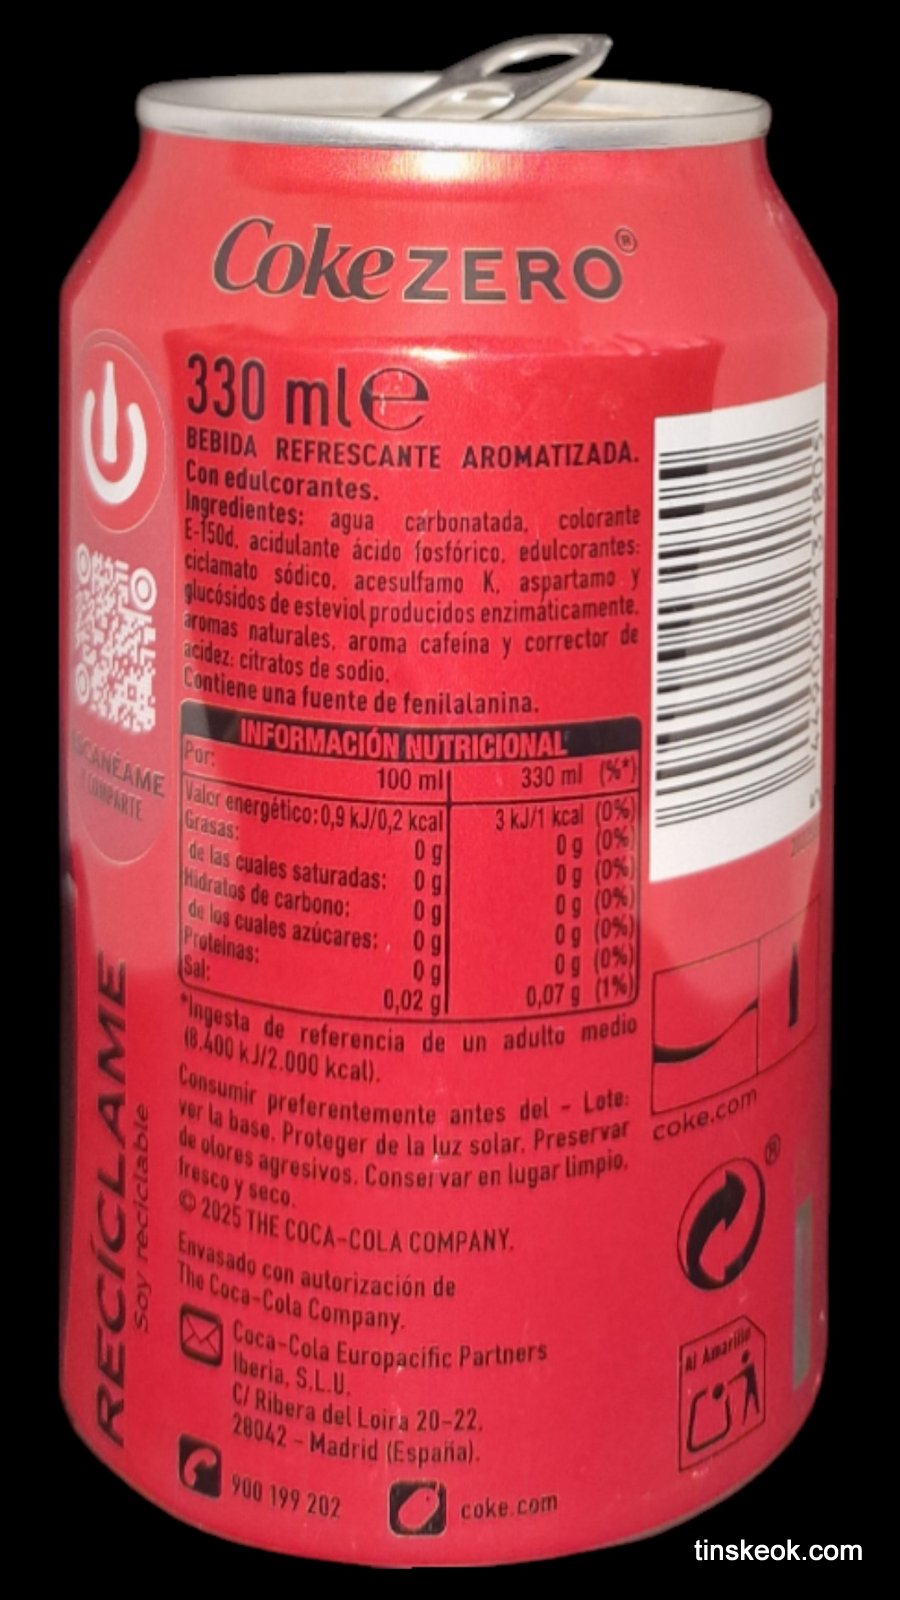 Coke ZERO®
330 ml e
BEBIDA REFRESCANTE AROMATIZADA.
Con edulcorantes.
Ingredientes: agua carbonatada, colorante
E-150d, acidulante ácido fosfórico, edulcorantes:
ciclamato sódico, acesulfamo K, aspartamo y
glucósidos de esteviol producidos enzimáticamente,
aromas naturales, aroma cafeína y corrector de
acidez: citratos de sodio.
Contiene una fuente de fenilalanina.
INFORMACIÓN NUTRICIONAL
Por: 100 ml 330 ml (%*)
Valor energético: 0,9 kJ/0,2 kcal 3 kJ/1 kcal (0%)
Grasas: 0 g 0 g (0%)
de las cuales saturadas: 0 g 0 g (0%)
Hidratos de carbono: 0 g 0 g (0%)
de los cuales azúcares: 0 g 0 g (0%)
Proteínas: 0 g 0 g (0%)
Sal: 0,02 g 0,07 g (1%)
*Ingesta de referencia de un adulto medio
(8.400 kJ/2.000 kcal).
Consumir preferentemente antes del - Lote:
ver la base. Proteger de la luz solar. Preservar
de olores agresivos. Conservar en lugar limpio,
fresco y seco.
© 2025 THE COCA-COLA COMPANY.
Envasado con autorización de
The Coca-Cola Company.
Coca-Cola Europacific Partners
Iberia, S.L.U.
C/ Ribera del Loira 20-22.
28042 - Madrid (España).
900 199 202 coke.com
ESCANÉAME
Y COMPARTE
RECÍCLAME
Soy reciclable
coke.com
®
Al Amarillo
tinskeok.com